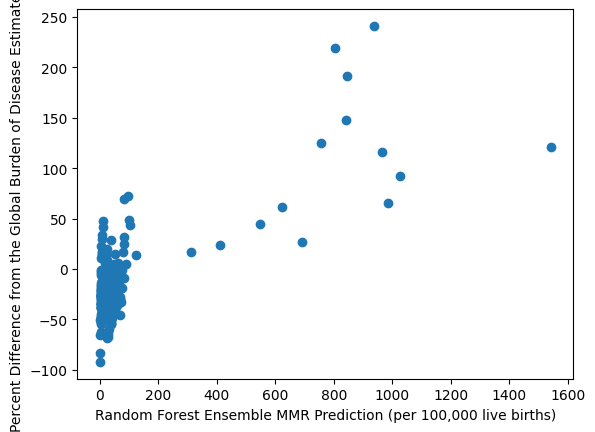 Percent Difference from the Global Burden of Disease
250
200
150
100
50
0
−50
−100
0 200 400 600 800 1000 1200 1400 1600
Random Forest Ensemble MMR Prediction (per 100,000 live births)